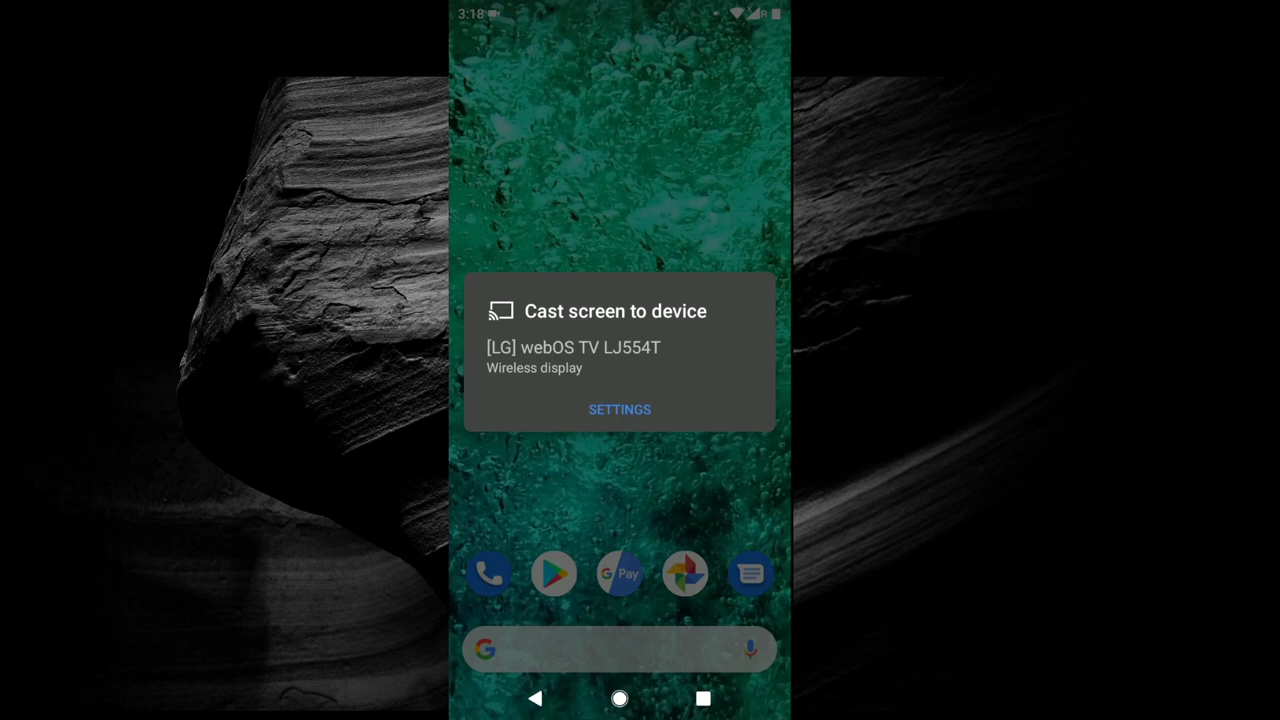 3:18
R
Cast screen to device
[LG] webOS TV LJ554T
Wireless display
SETTINGS
G Pay
G